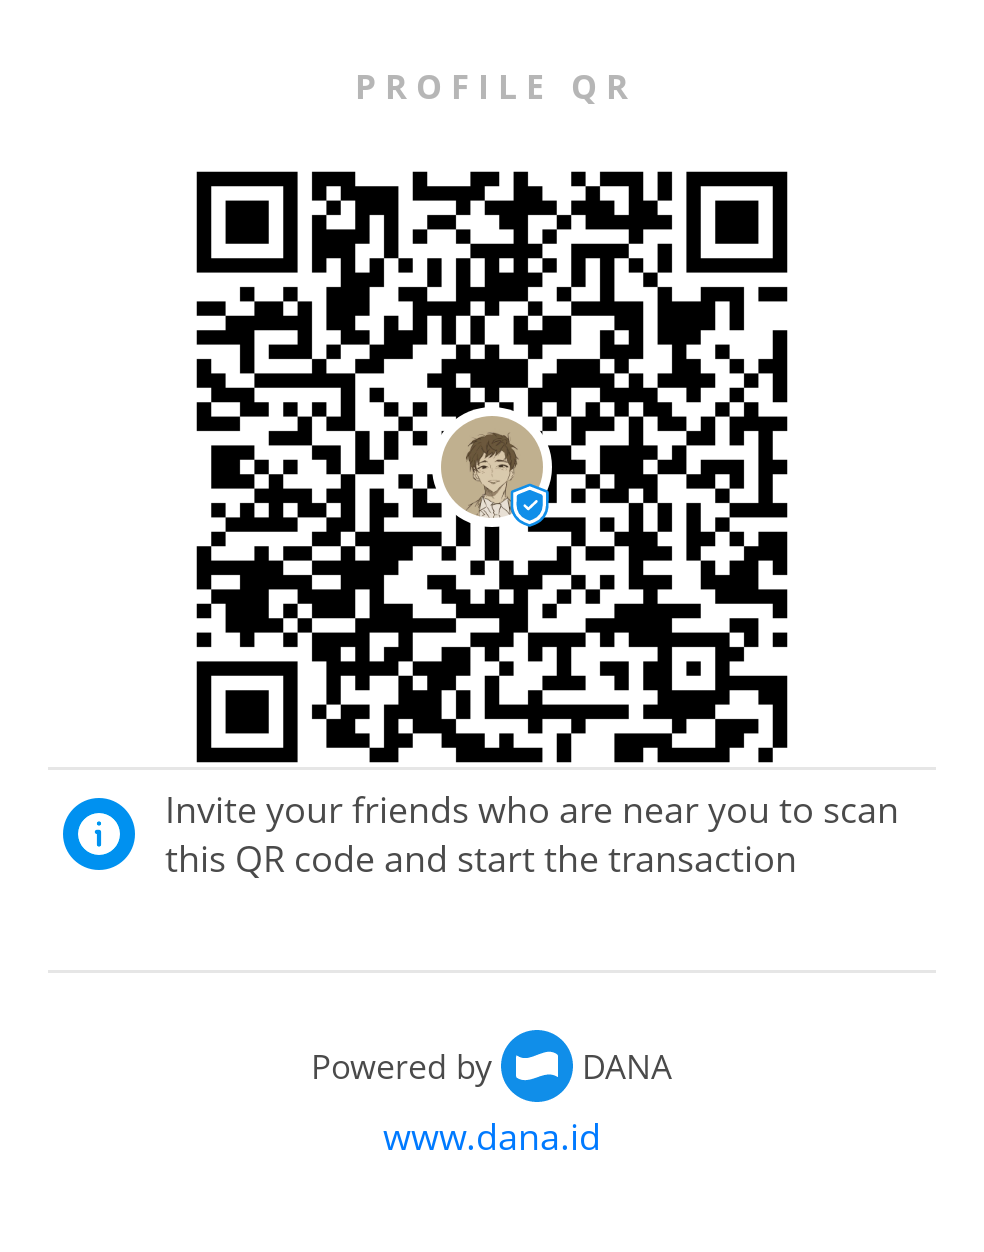 PROFILE QR
Invite your friends who are near you to scan
this QR code and start the transaction
Powered by DANA
www.dana.id